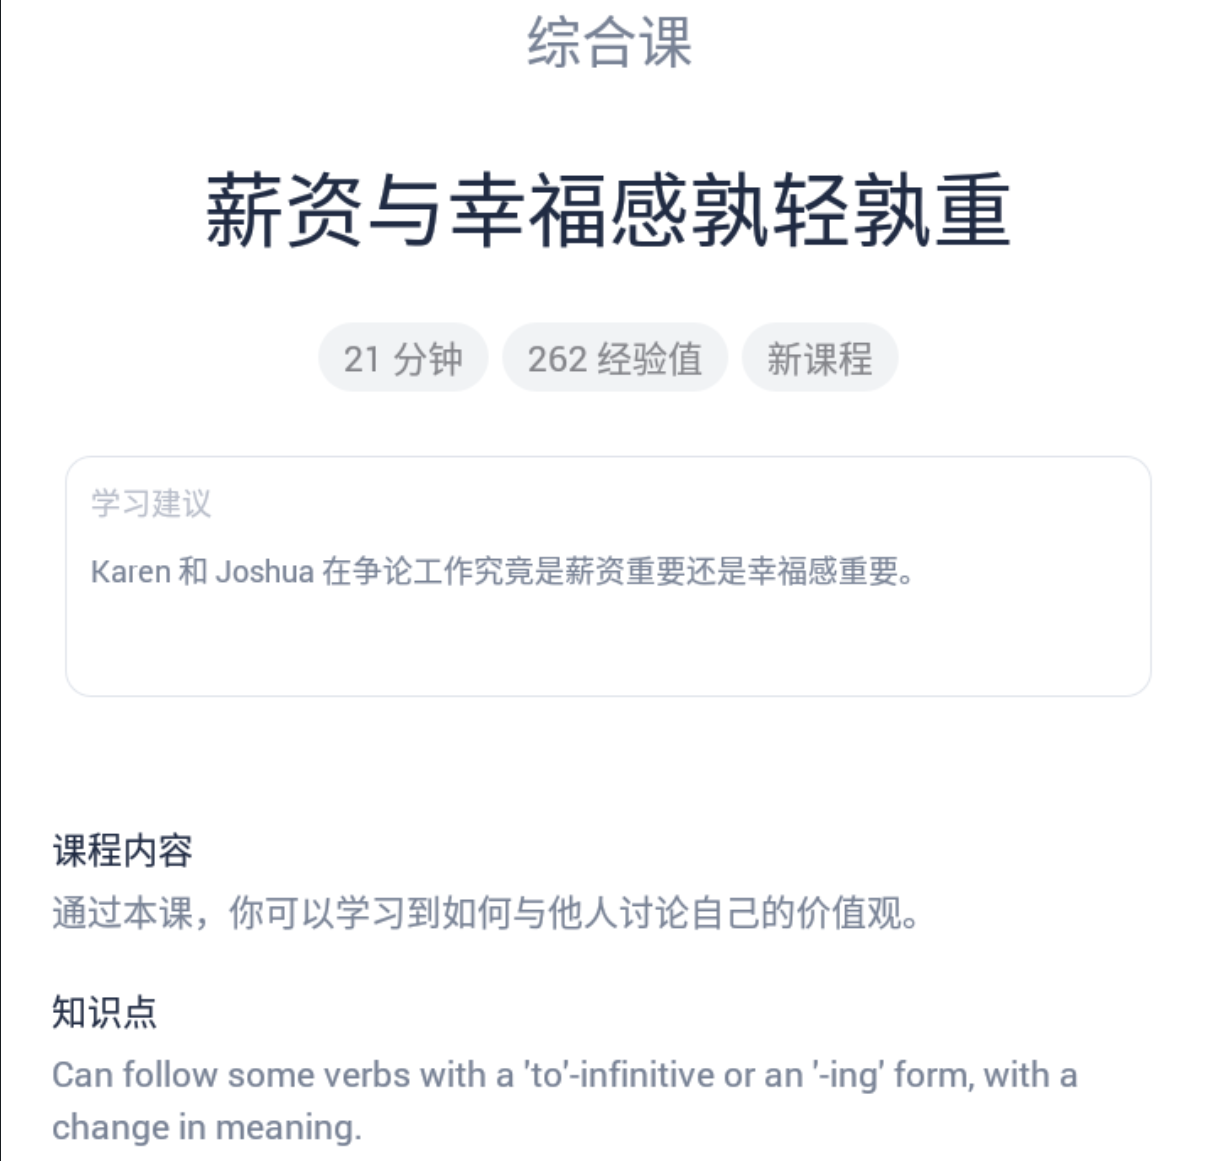 综合课
薪资与幸福感孰轻孰重
21 分钟 262 经验值 新课程
学习建议
Karen 和 Joshua 在争论工作究竟是薪资重要还是幸福感重要。
课程内容
通过本课，你可以学习到如何与他人讨论自己的价值观。
知识点
Can follow some verbs with a 'to'-infinitive or an '-ing' form, with a
change in meaning.